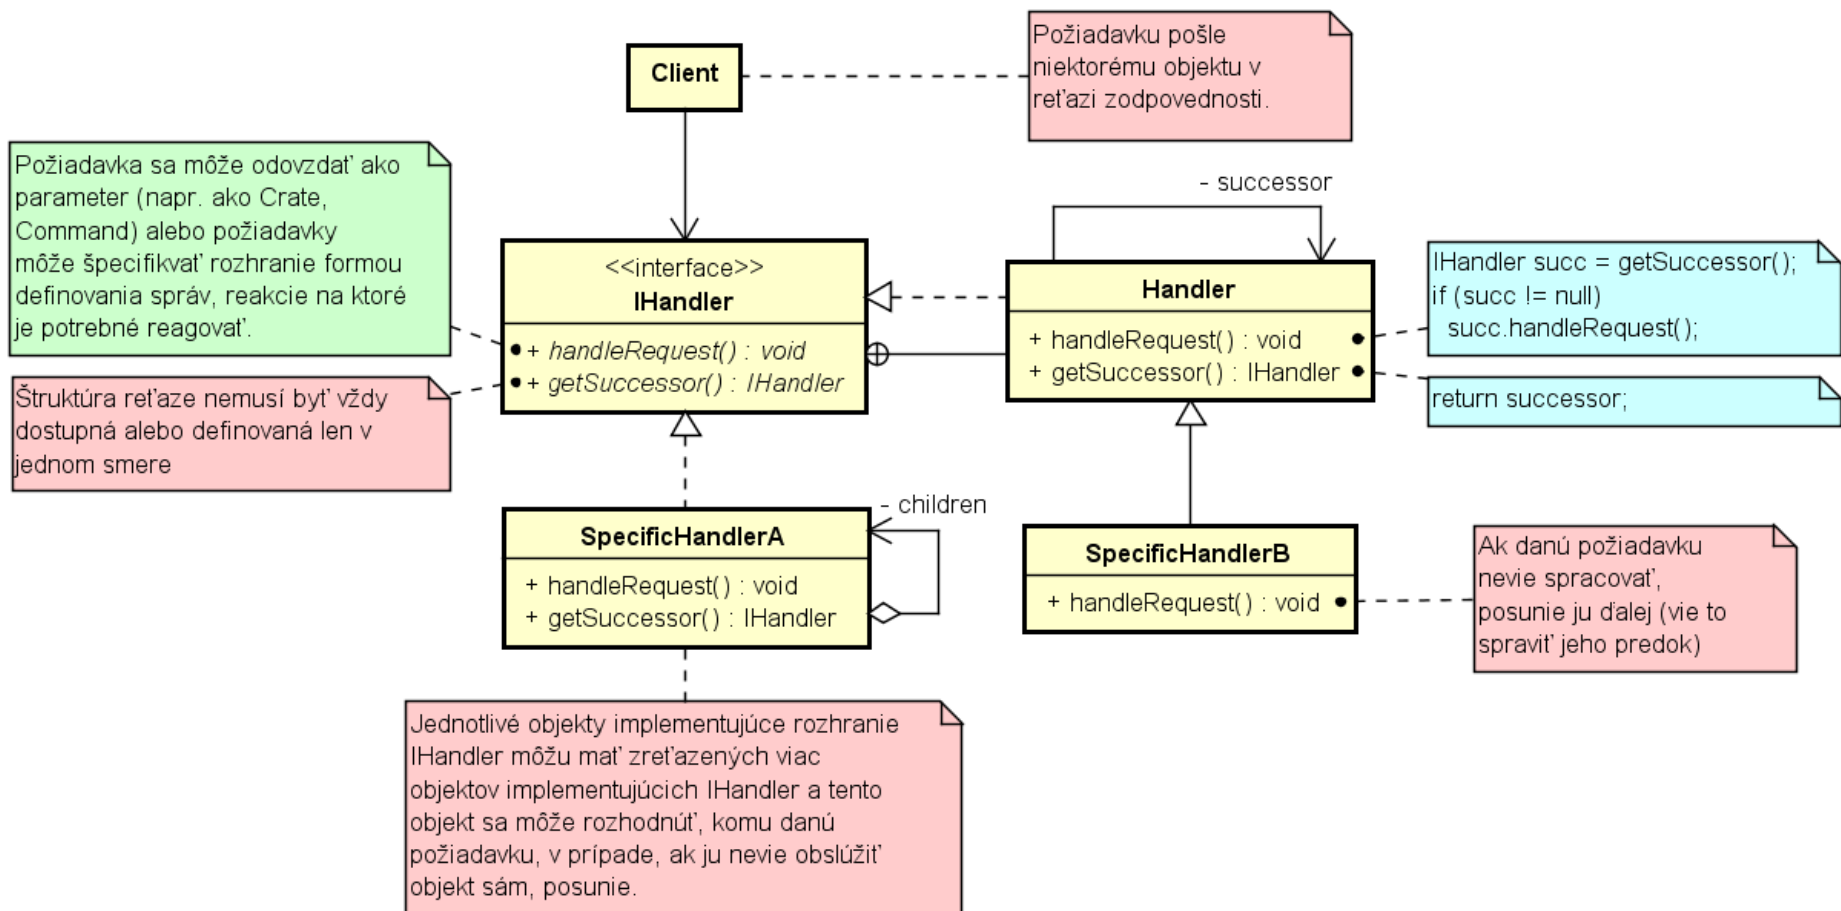 Client
Požiadavku pošle
niektorému objektu v
reťazi zodpovednosti.
Požiadavka sa môže odovzdať ako
parameter (napr. ako Crate,
Command) alebo požiadavky
môže špecifikvať rozhranie formou
definovania správ, reakcie na ktoré
je potrebné reagovať.
Štruktúra reťaze nemusí byť vždy
dostupná alebo definovaná len v
jednom smere
<<interface>>
IHandler
+ handleRequest() : void
+ getSuccessor() : IHandler
- successor
Handler
+ handleRequest() : void
+ getSuccessor() : IHandler
IHandler succ = getSuccessor();
if (succ != null)
succ.handleRequest();
return successor;
SpecificHandlerA
+ handleRequest() : void
+ getSuccessor() : IHandler
- children
SpecificHandlerB
+ handleRequest() : void
Ak danú požiadavku
nevie spracovať,
posunie ju ďalej (vie to
spraviť jeho predok)
Jednotlivé objekty implementujúce rozhranie
IHandler môžu mať zreťazených viac
objektov implementujúcich IHandler a tento
objekt sa môže rozhodnúť, komu danú
požiadavku, v prípade, ak ju nevie obslúžiť
objekt sám, posunie.